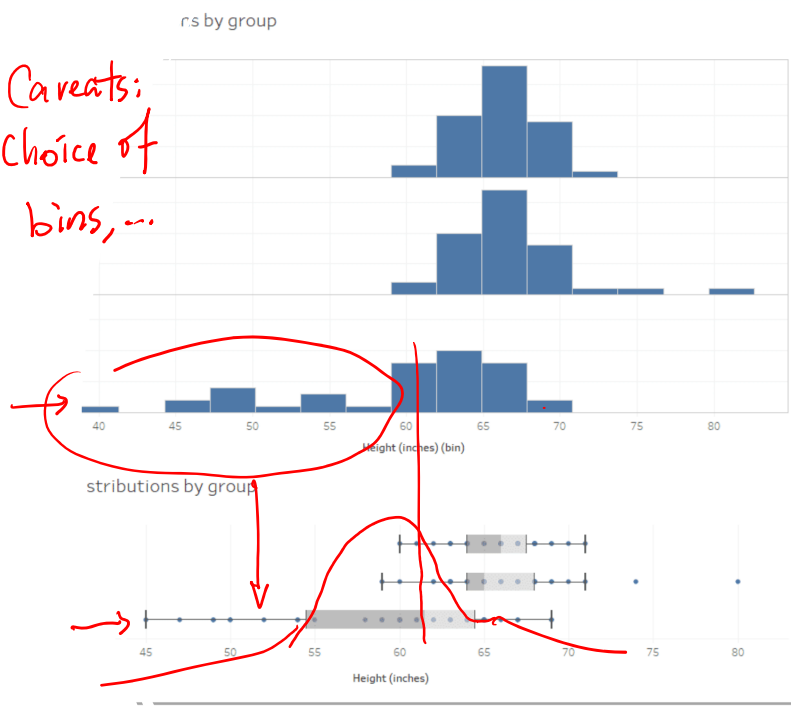 rs by group
Caveats:
Choice of
bins, ...
40 45 50 55 60 65 70 75 80
Height (inches) (bin)
stributions by group
45 50 55 60 65 70 75 80
Height (inches)